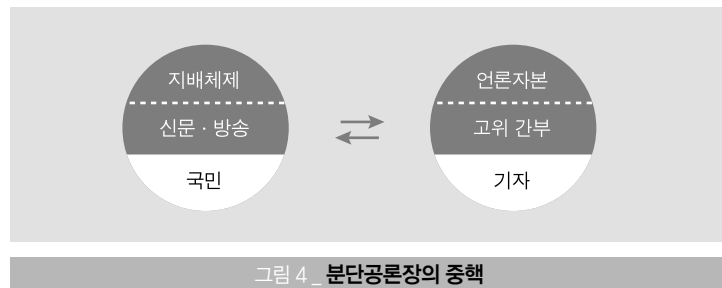 지배체제
신문 · 방송
국민
언론자본
고위 간부
기자
그림 4 _ 분단공론장의 중핵